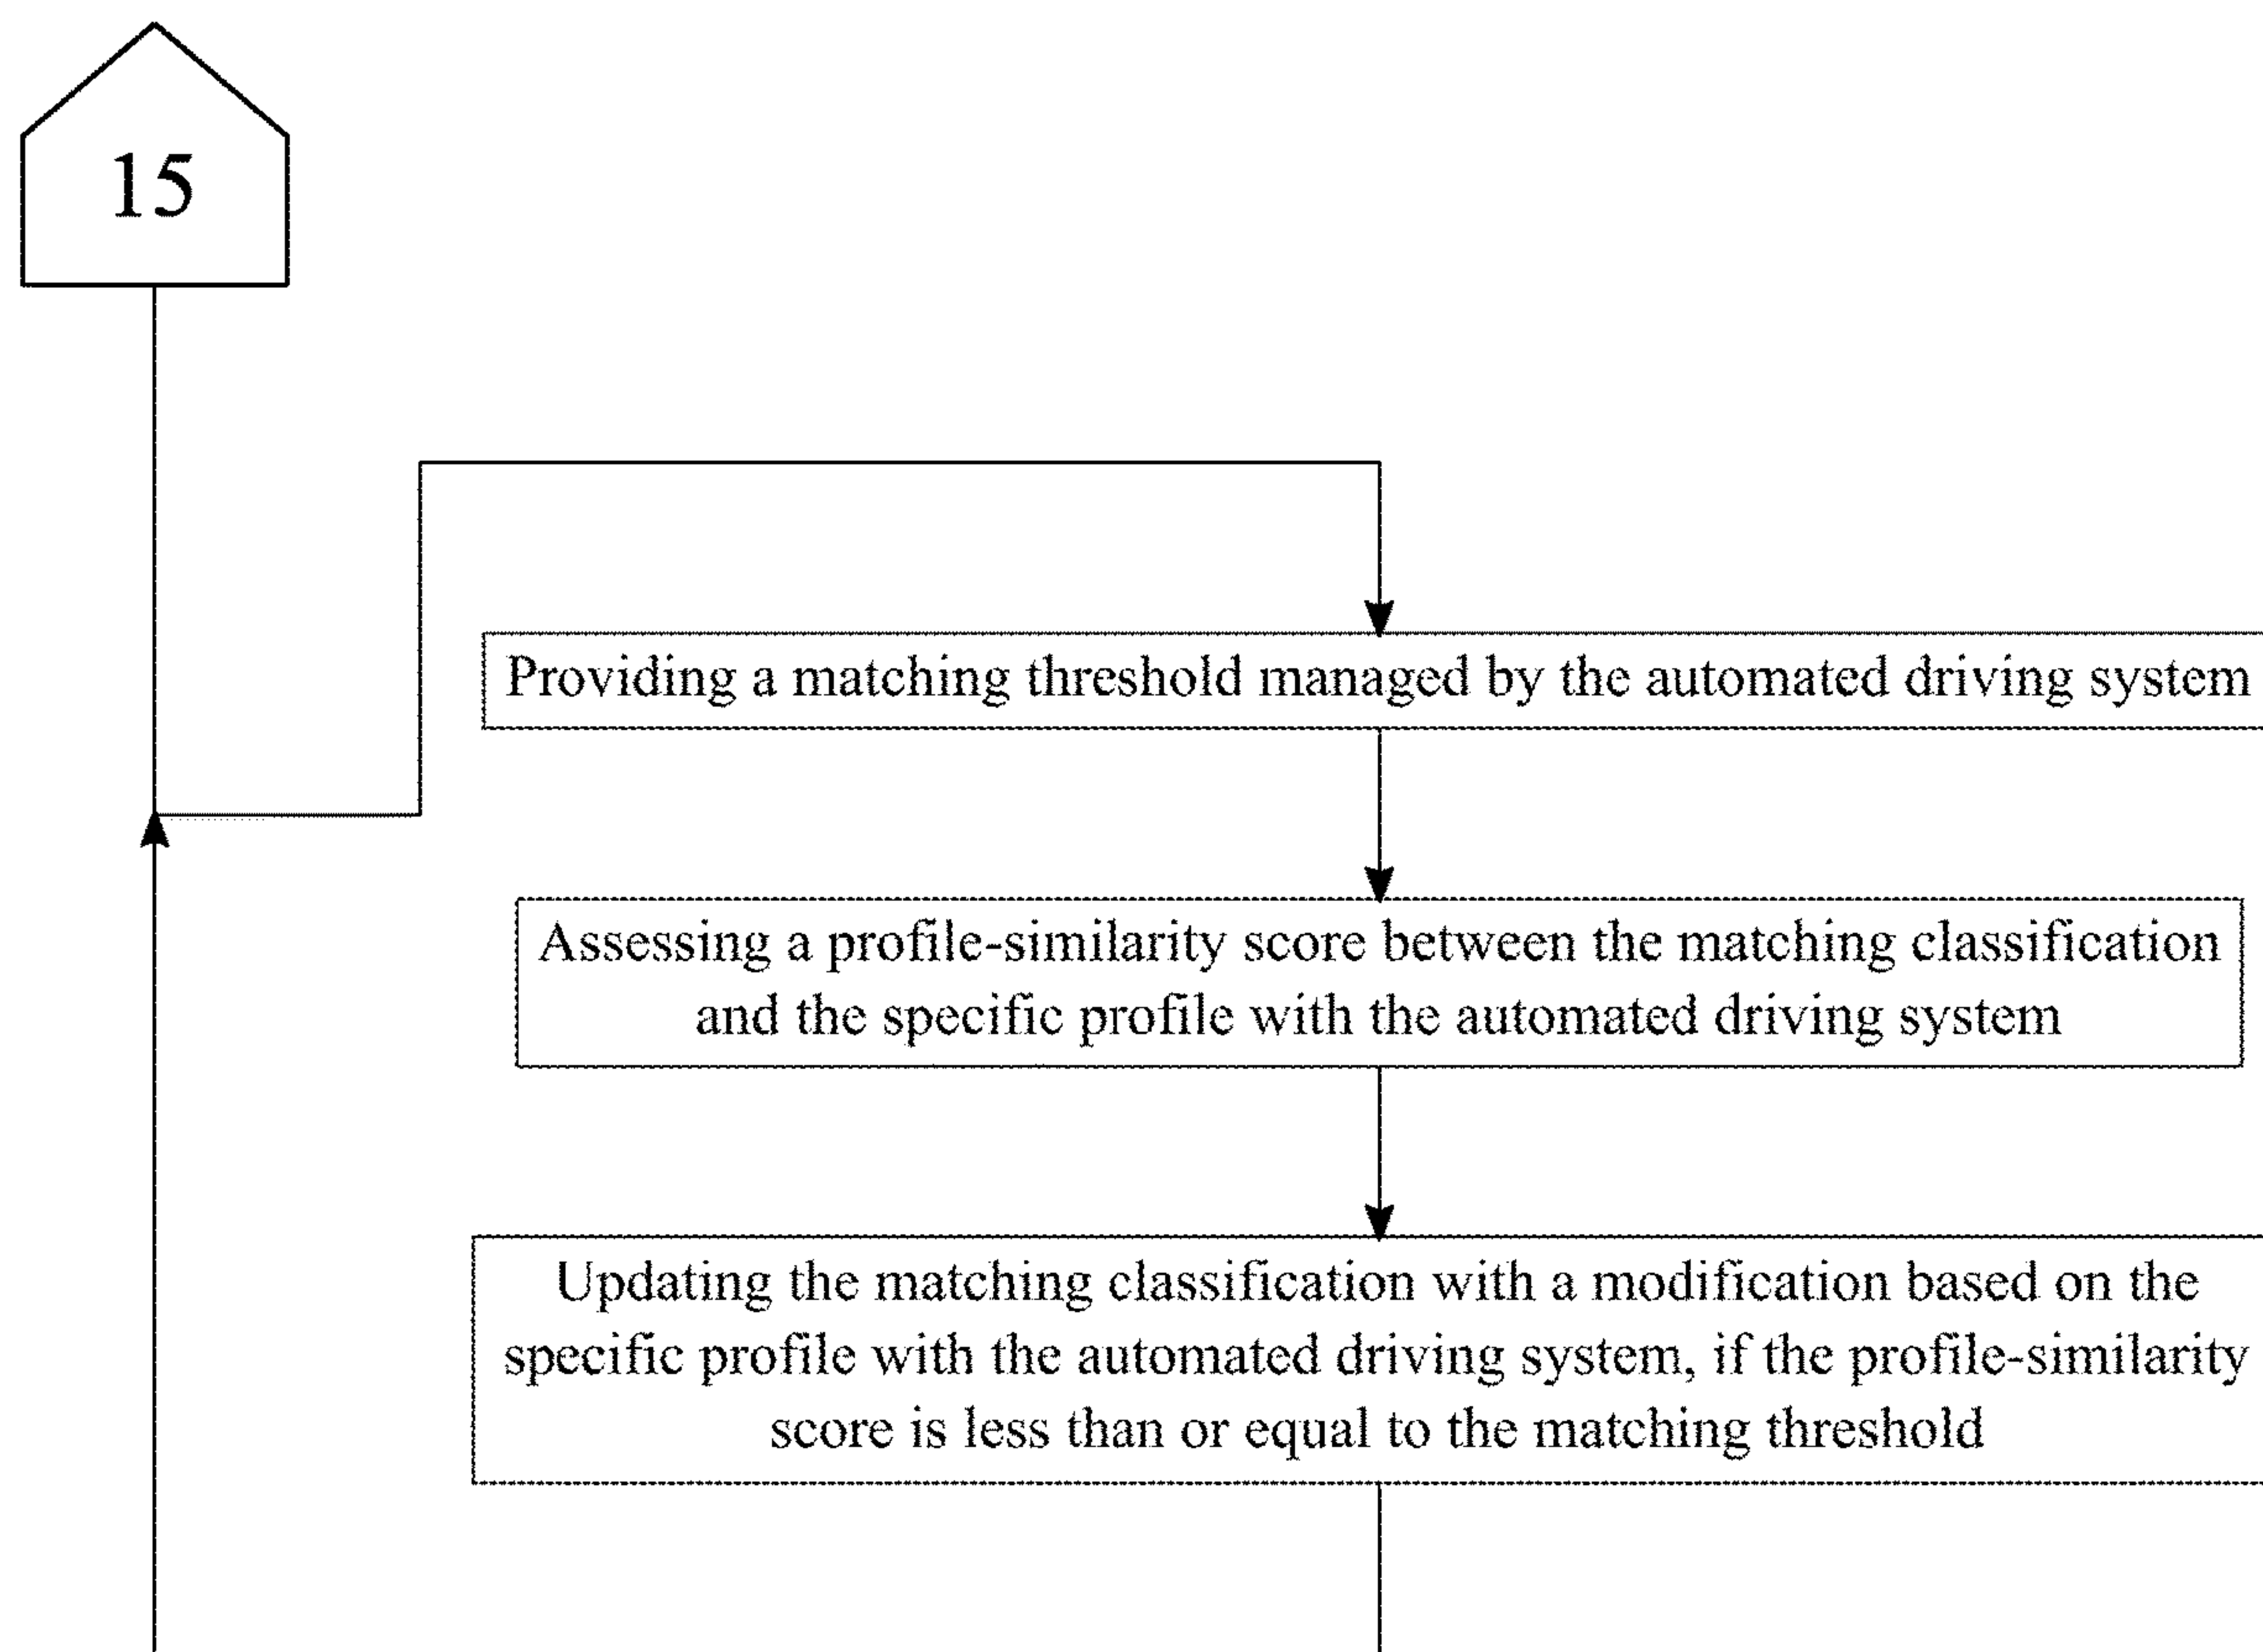 15
Providing a matching threshold managed by the automated driving system
Assessing a profile-similarity score between the matching classification
and the specific profile with the automated driving system
Updating the matching classification with a modification based on the
specific profile with the automated driving system, if the profile-similarity
score is less than or equal to the matching threshold